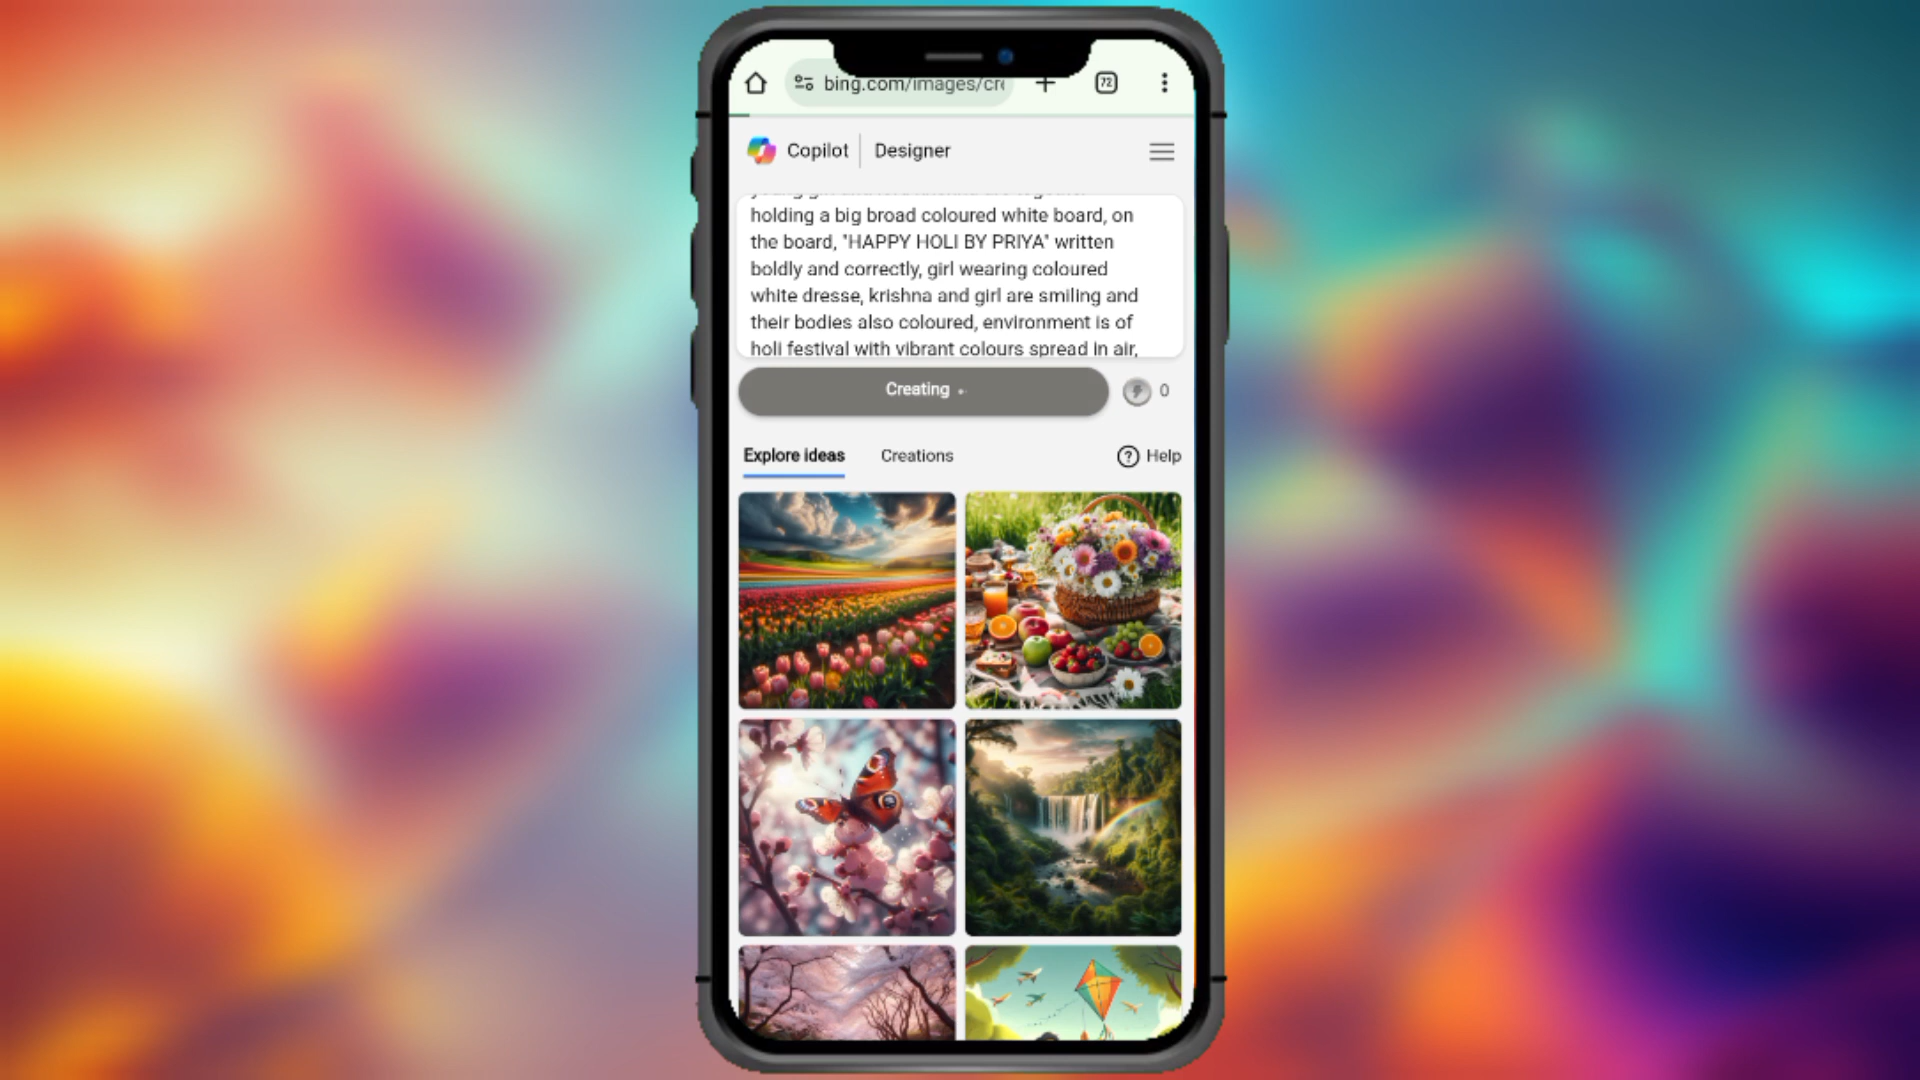 bing.com/images/cre
72
Copilot
Designer
holding a big broad coloured white board, on
the board, "HAPPY HOLI BY PRIYA" written
boldly and correctly, girl wearing coloured
white dresse, krishna and girl are smiling and
their bodies also coloured, environment is of
holi festival with vibrant colours spread in air,
Creating
0
Explore ideas
Creations
? Help